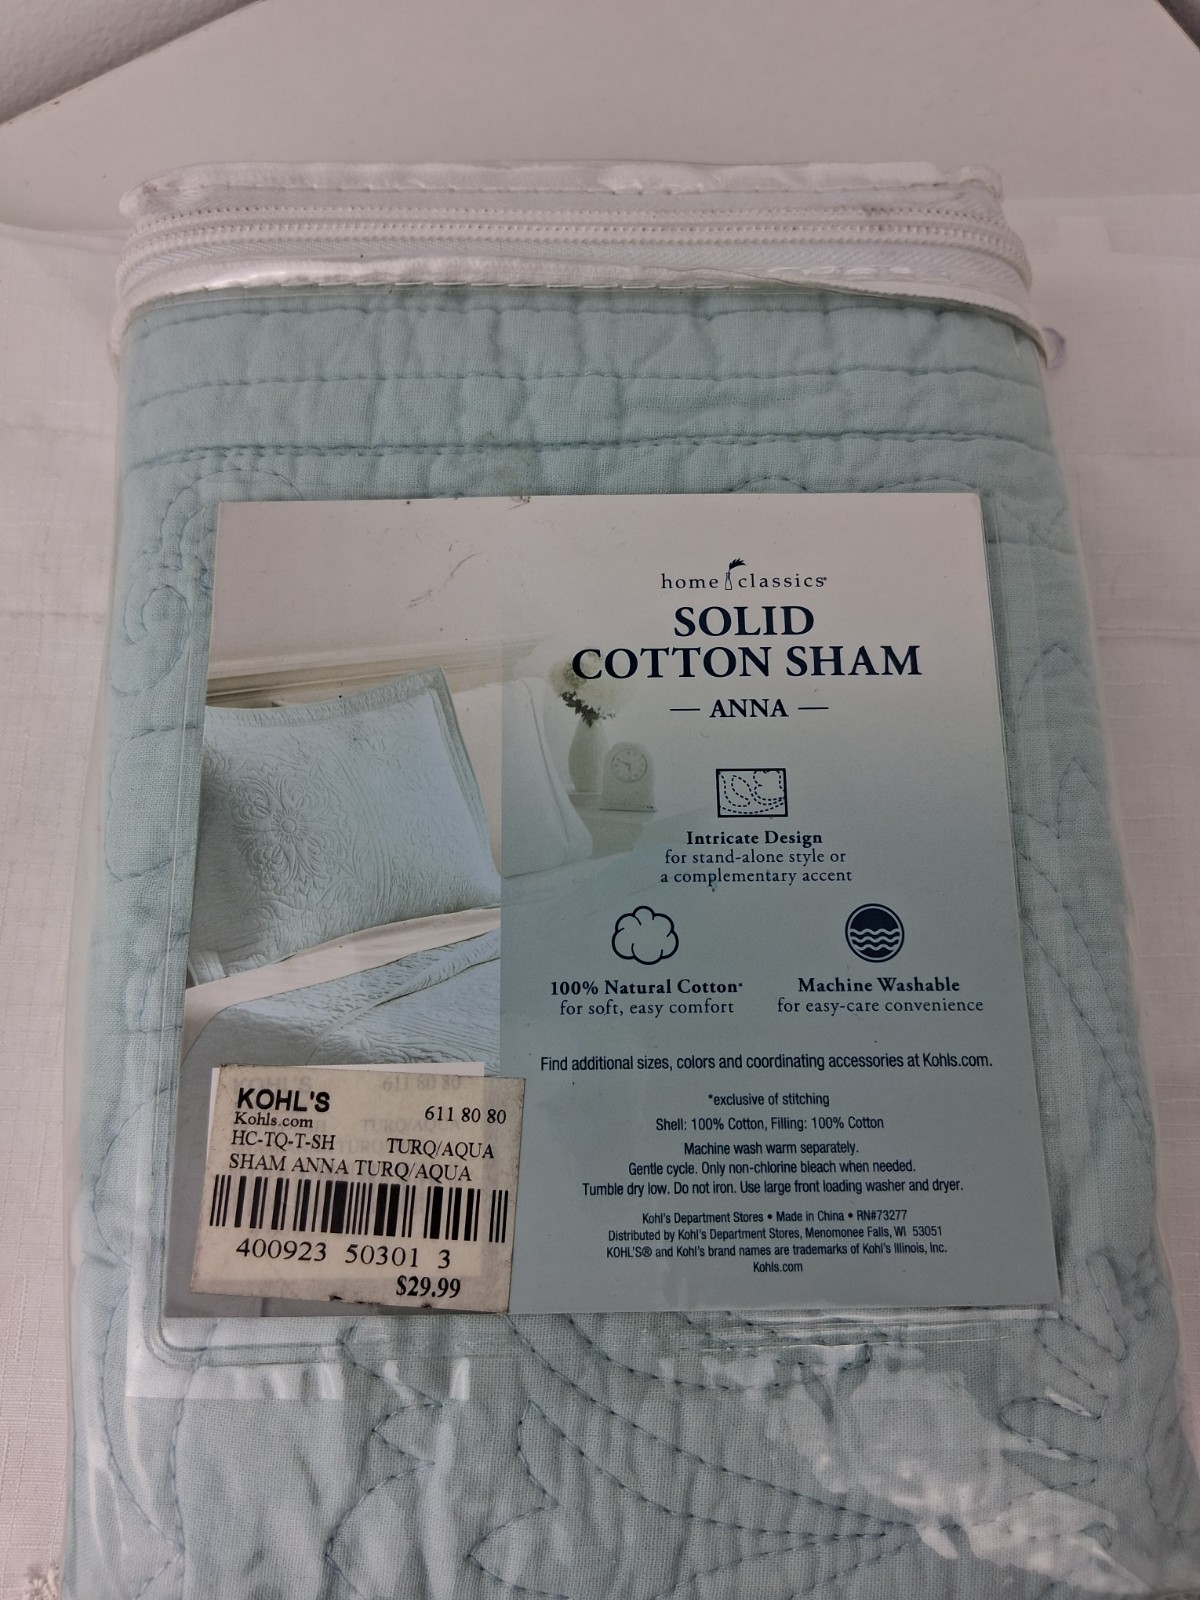 home classics®
SOLID
COTTON SHAM
— ANNA —
Intricate Design
for stand-alone style or
a complementary accent
100% Natural Cotton*
for soft, easy comfort
Machine Washable
for easy-care convenience
Find additional sizes, colors and coordinating accessories at Kohls.com.
*exclusive of stitching
Shell: 100% Cotton, Filling: 100% Cotton
Machine wash warm separately.
Gentle cycle. Only non-chlorine bleach when needed.
Tumble dry low. Do not iron. Use large front loading washer and dryer.
Kohl's Department Stores • Made in China • RN#73277
Distributed by Kohl's Department Stores, Menomonee Falls, WI 53051
KOHL'S® and Kohl's brand names are trademarks of Kohl's Illinois, Inc.
Kohls.com
KOHL'S
Kohls.com 611 80 80
HC-TQ-T-SH TURQ/AQUA
SHAM ANNA TURQ/AQUA
400923 50301 3
$29.99